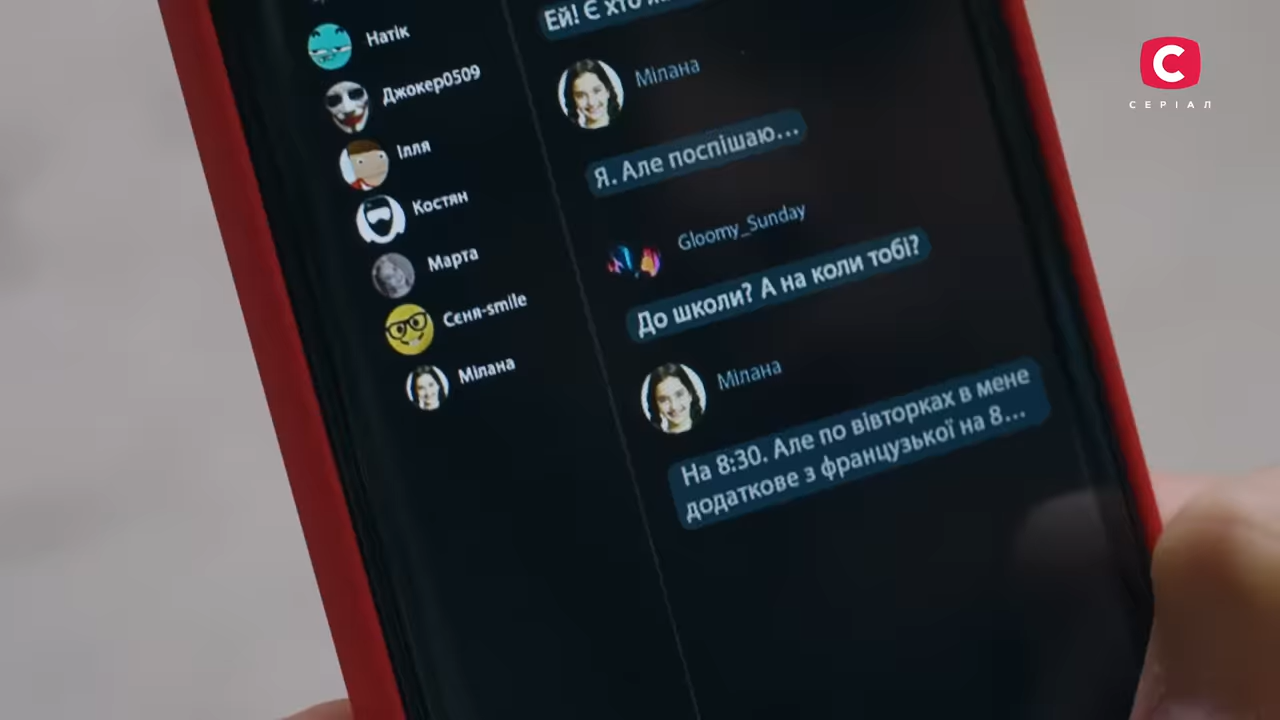 Натік
Джокер0509
Ілля
Костян
Марта
Сєня-smile
Мілана
Ей! Є хто
Мілана
Я. Але поспішаю...
Gloomy_Sunday
До школи? А на коли тобі?
Мілана
На 8:30. Але по вівторках в мене
додаткове з французької на 8...
С
СЕРІАЛ